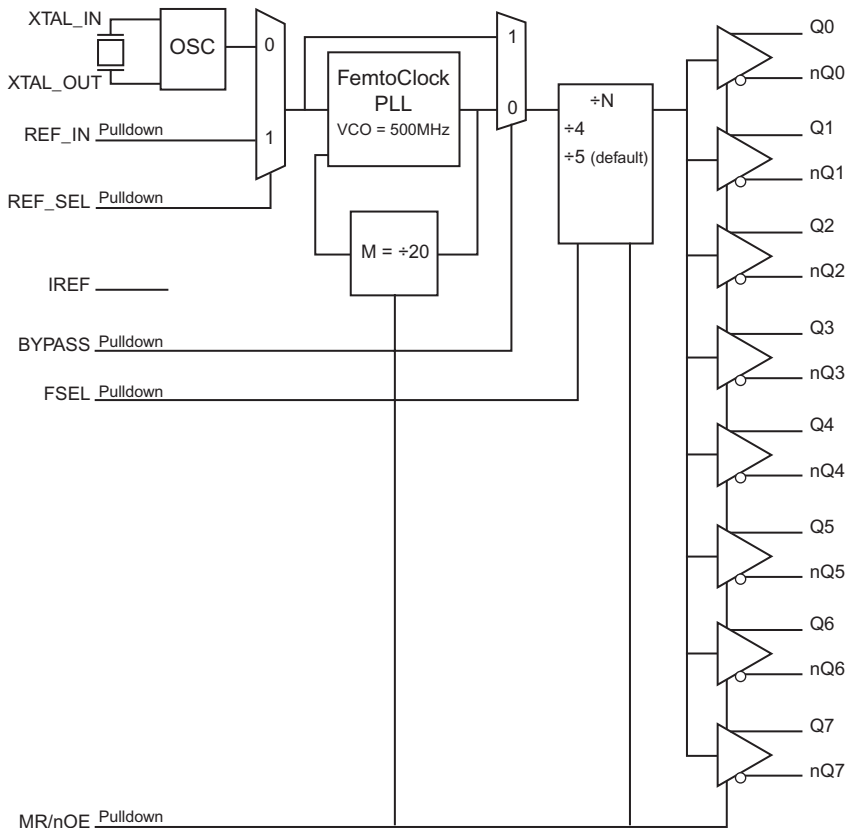 XTAL_IN
OSC
0
XTAL_OUT
REF_IN Pulldown
1
REF_SEL Pulldown
FemtoClock
PLL
VCO = 500MHz
1
0
÷N
÷4
÷5 (default)
M = ÷20
IREF
BYPASS Pulldown
FSEL Pulldown
MR/nOE Pulldown
Q0
nQ0
Q1
nQ1
Q2
nQ2
Q3
nQ3
Q4
nQ4
Q5
nQ5
Q6
nQ6
Q7
nQ7